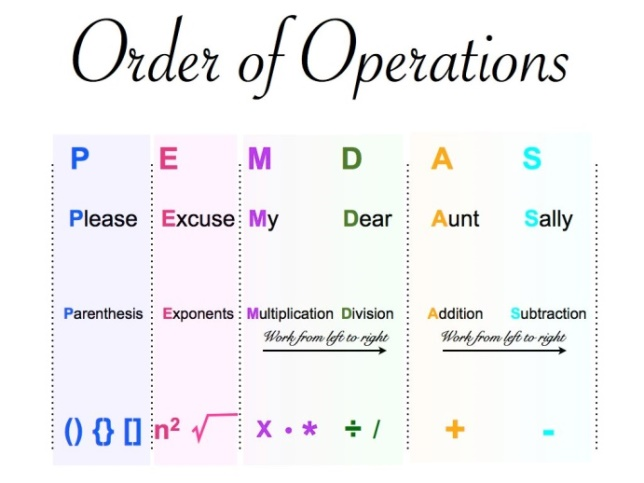 Order of Operations
P E M D A S
Please Excuse My Dear Aunt Sally
Parenthesis Exponents Multiplication Division Addition Subtraction
Work from left to right Work from left to right
() {} [] n² √ x · * ÷ / + -